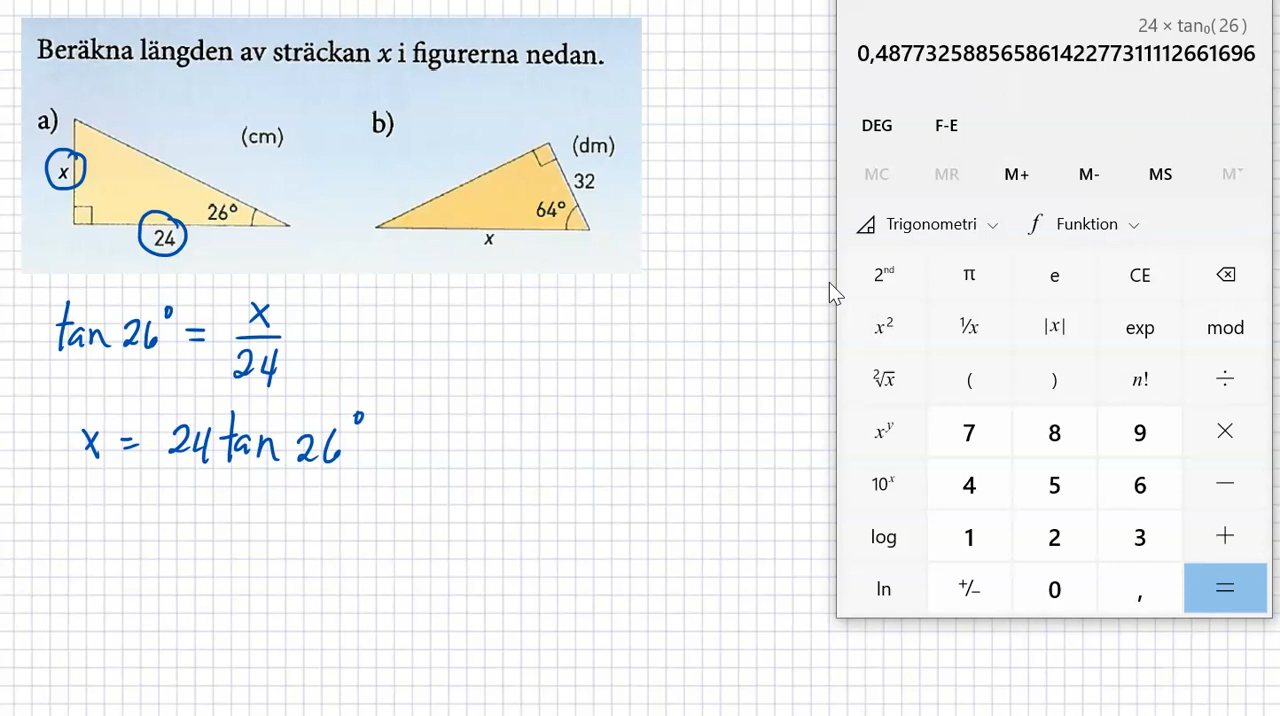 Beräkna längden av sträckan x i figurerna nedan.
a)
(cm)
x
26°
24
b)
(dm)
32
64°
x
tan 26° = x/24
x = 24 tan 26°
24 × tan₀(26)
0,48773258856586142277311112661696
DEG F-E
MC MR M+ M- MS M˅
Trigonometri f Funktion
2ⁿᵈ π e CE
x² ¹/x |x| exp mod
²√x ( ) n! ÷
xʸ 7 8 9 ×
10ˣ 4 5 6 −
log 1 2 3 +
ln +/− 0 , =